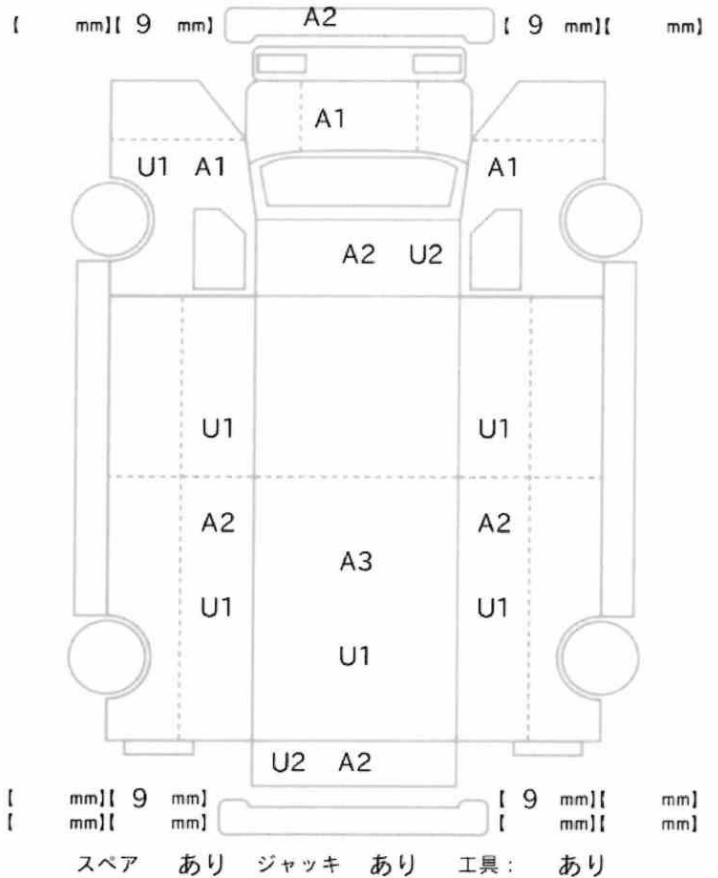 【 mm】【 9 mm】 A2 【 9 mm】【 mm】
A1
U1 A1 A1
A2 U2
U1 U1
A2 A2
A3
U1 U1
U1
U2 A2
【 mm】【 9 mm】 【 9 mm】【 mm】
【 mm】【 mm】 【 mm】【 mm】
スペア あり ジャッキ あり 工具： あり